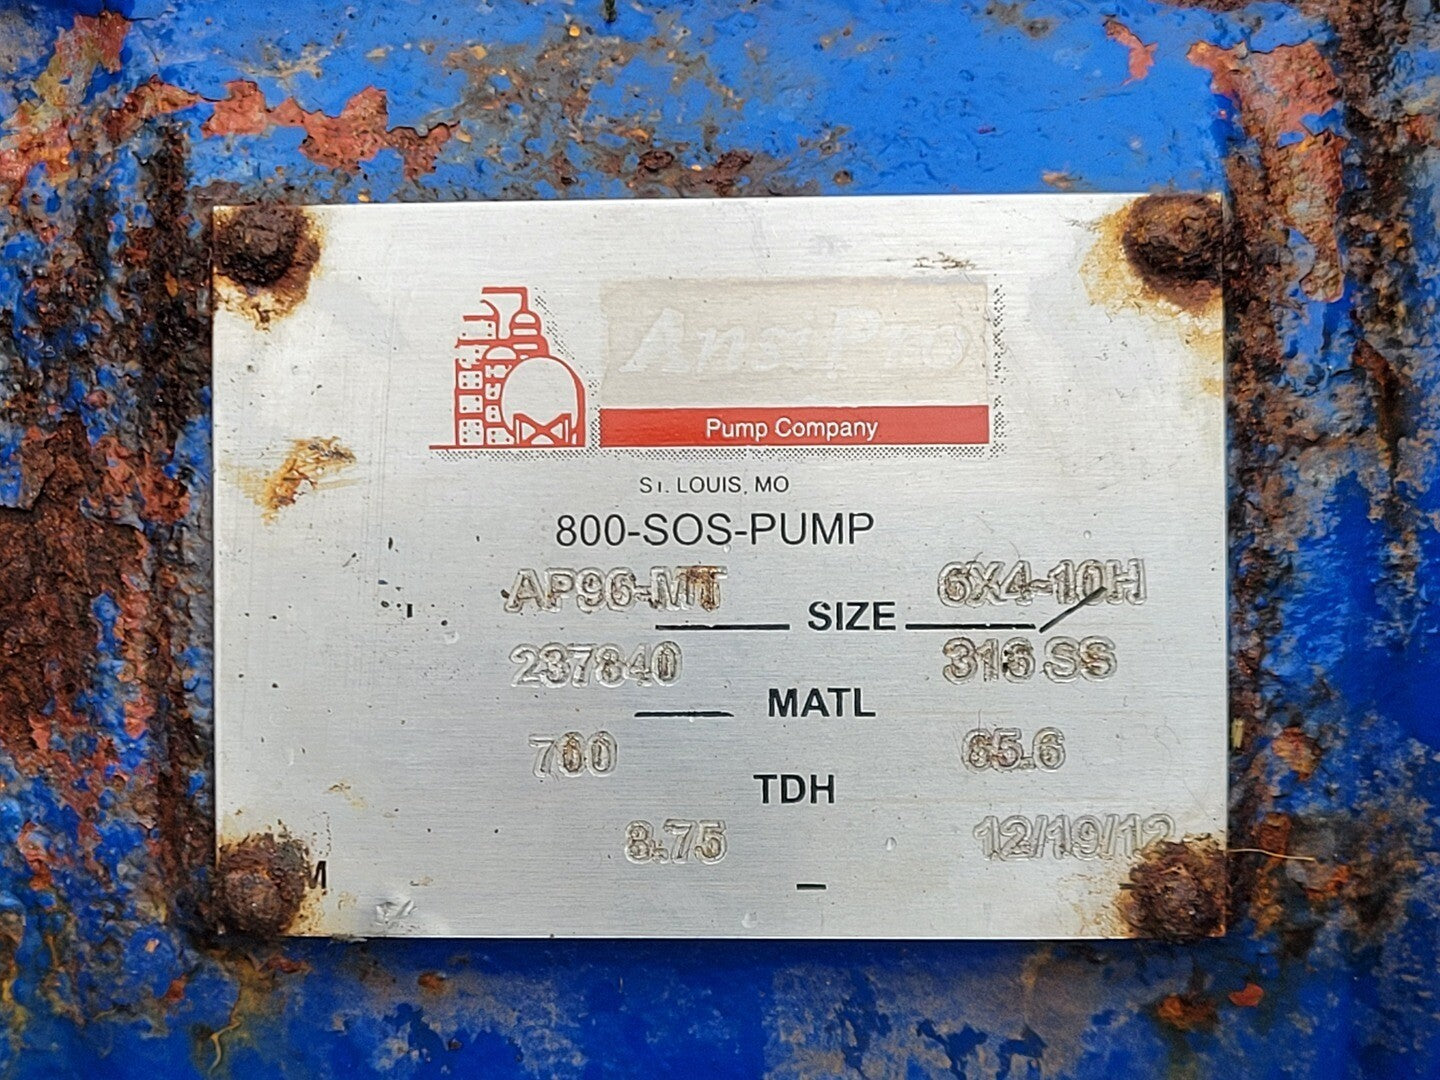 Pump Company
ST. LOUIS, MO
800-SOS-PUMP
AP96-MT SIZE 6X4-10H
237840 MATL 316 SS
700 TDH 65.6
8.75 12/19/12
M